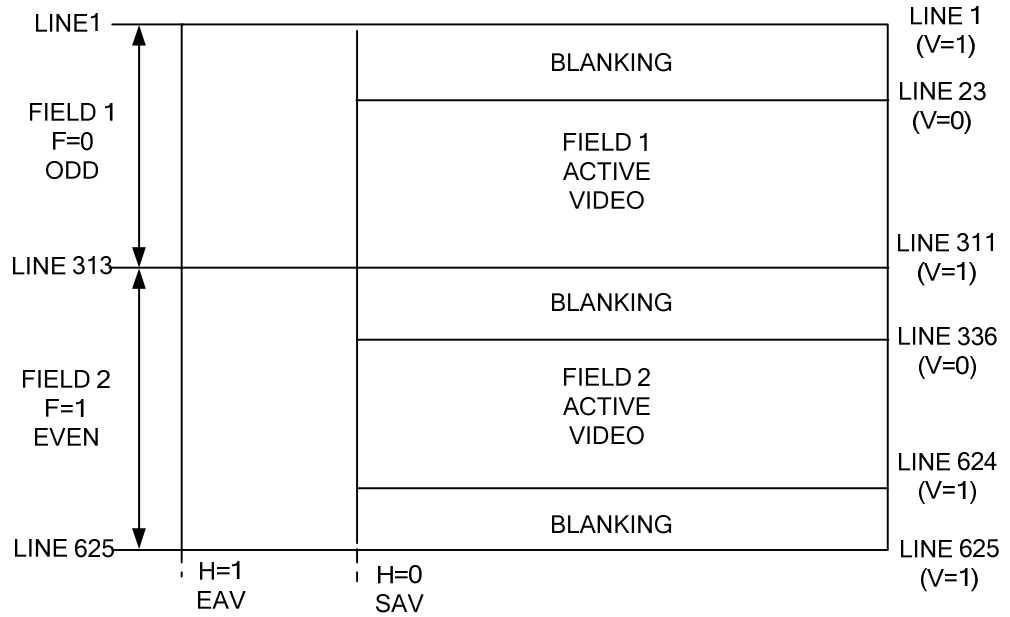 LINE1
FIELD 1
F=0
ODD
LINE 313
FIELD 2
F=1
EVEN
LINE 625
BLANKING
FIELD 1
ACTIVE
VIDEO
BLANKING
FIELD 2
ACTIVE
VIDEO
BLANKING
LINE 1
(V=1)
LINE 23
(V=0)
LINE 311
(V=1)
LINE 336
(V=0)
LINE 624
(V=1)
LINE 625
(V=1)
H=1
EAV
H=0
SAV